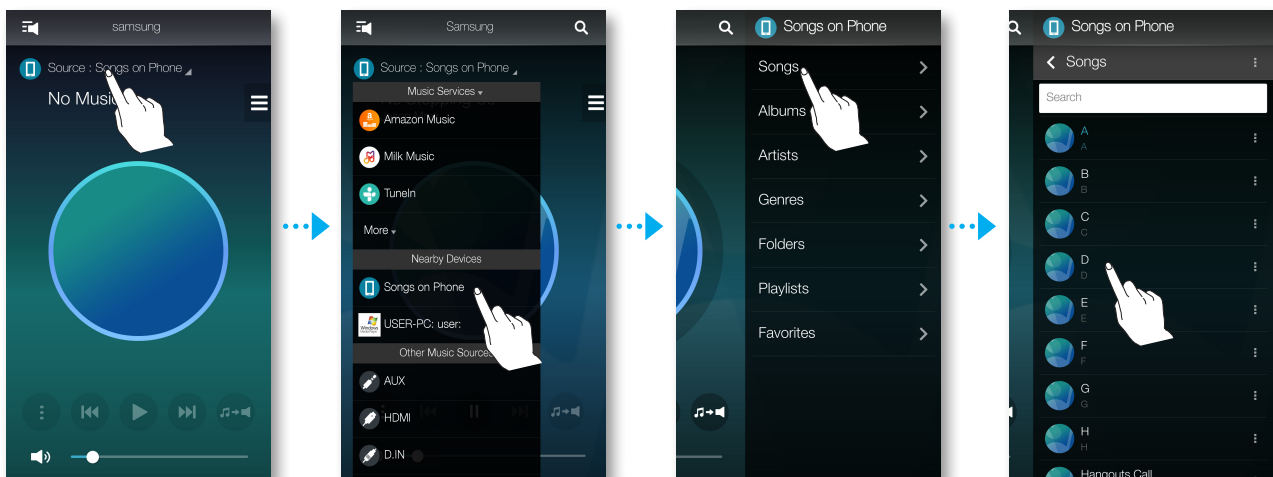 samsung
Source : Songs on Phone
No Music
Samsung
Source : Songs on Phone
Music Services
Amazon Music
Milk Music
TuneIn
More
Nearby Devices
Songs on Phone
Windows
USER-PC: user:
Other Music Sources
AUX
HDMI
D.IN
Songs on Phone
Songs
Albums
Artists
Genres
Folders
Playlists
Favorites
Songs on Phone
Songs
Search
A
A
B
B
C
C
D
D
E
E
F
F
G
G
H
H
Hangouts Call